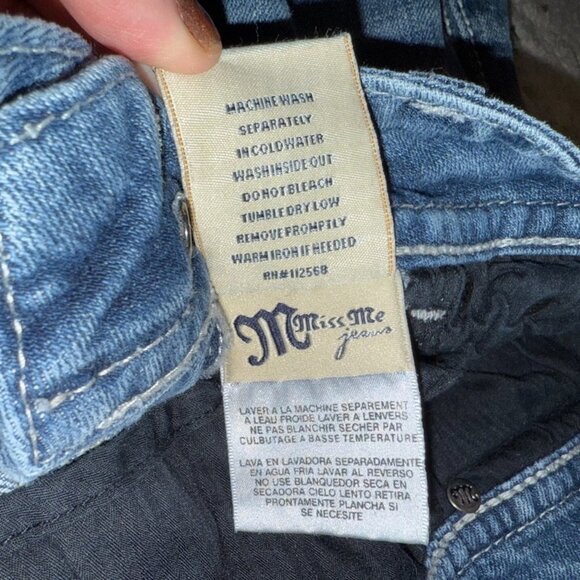 MACHINE WASH
SEPARATELY
IN COLD WATER
WASH INSIDE OUT
DO NOT BLEACH
TUMBLE DRY LOW
REMOVE PROMPTLY
WARM IRON IF NEEDED
RN#112568
M Miss Me
jeans
LAVER A LA MACHINE SEPAREMENT
A LEAU FROIDE LAVER A LENVERS
NE PAS BLANCHIR SECHER PAR
CULBUTAGE A BASSE TEMPERATURE
LAVA EN LAVADORA SEPARADAMENTE
EN AGUA FRIA LAVAR AL REVERSO
NO USE BLANQUEDOR SECA EN
SECADORA CIELO LENTO RETIRA
PRONTAMENTE PLANCHA SI
SE NECESITE
M